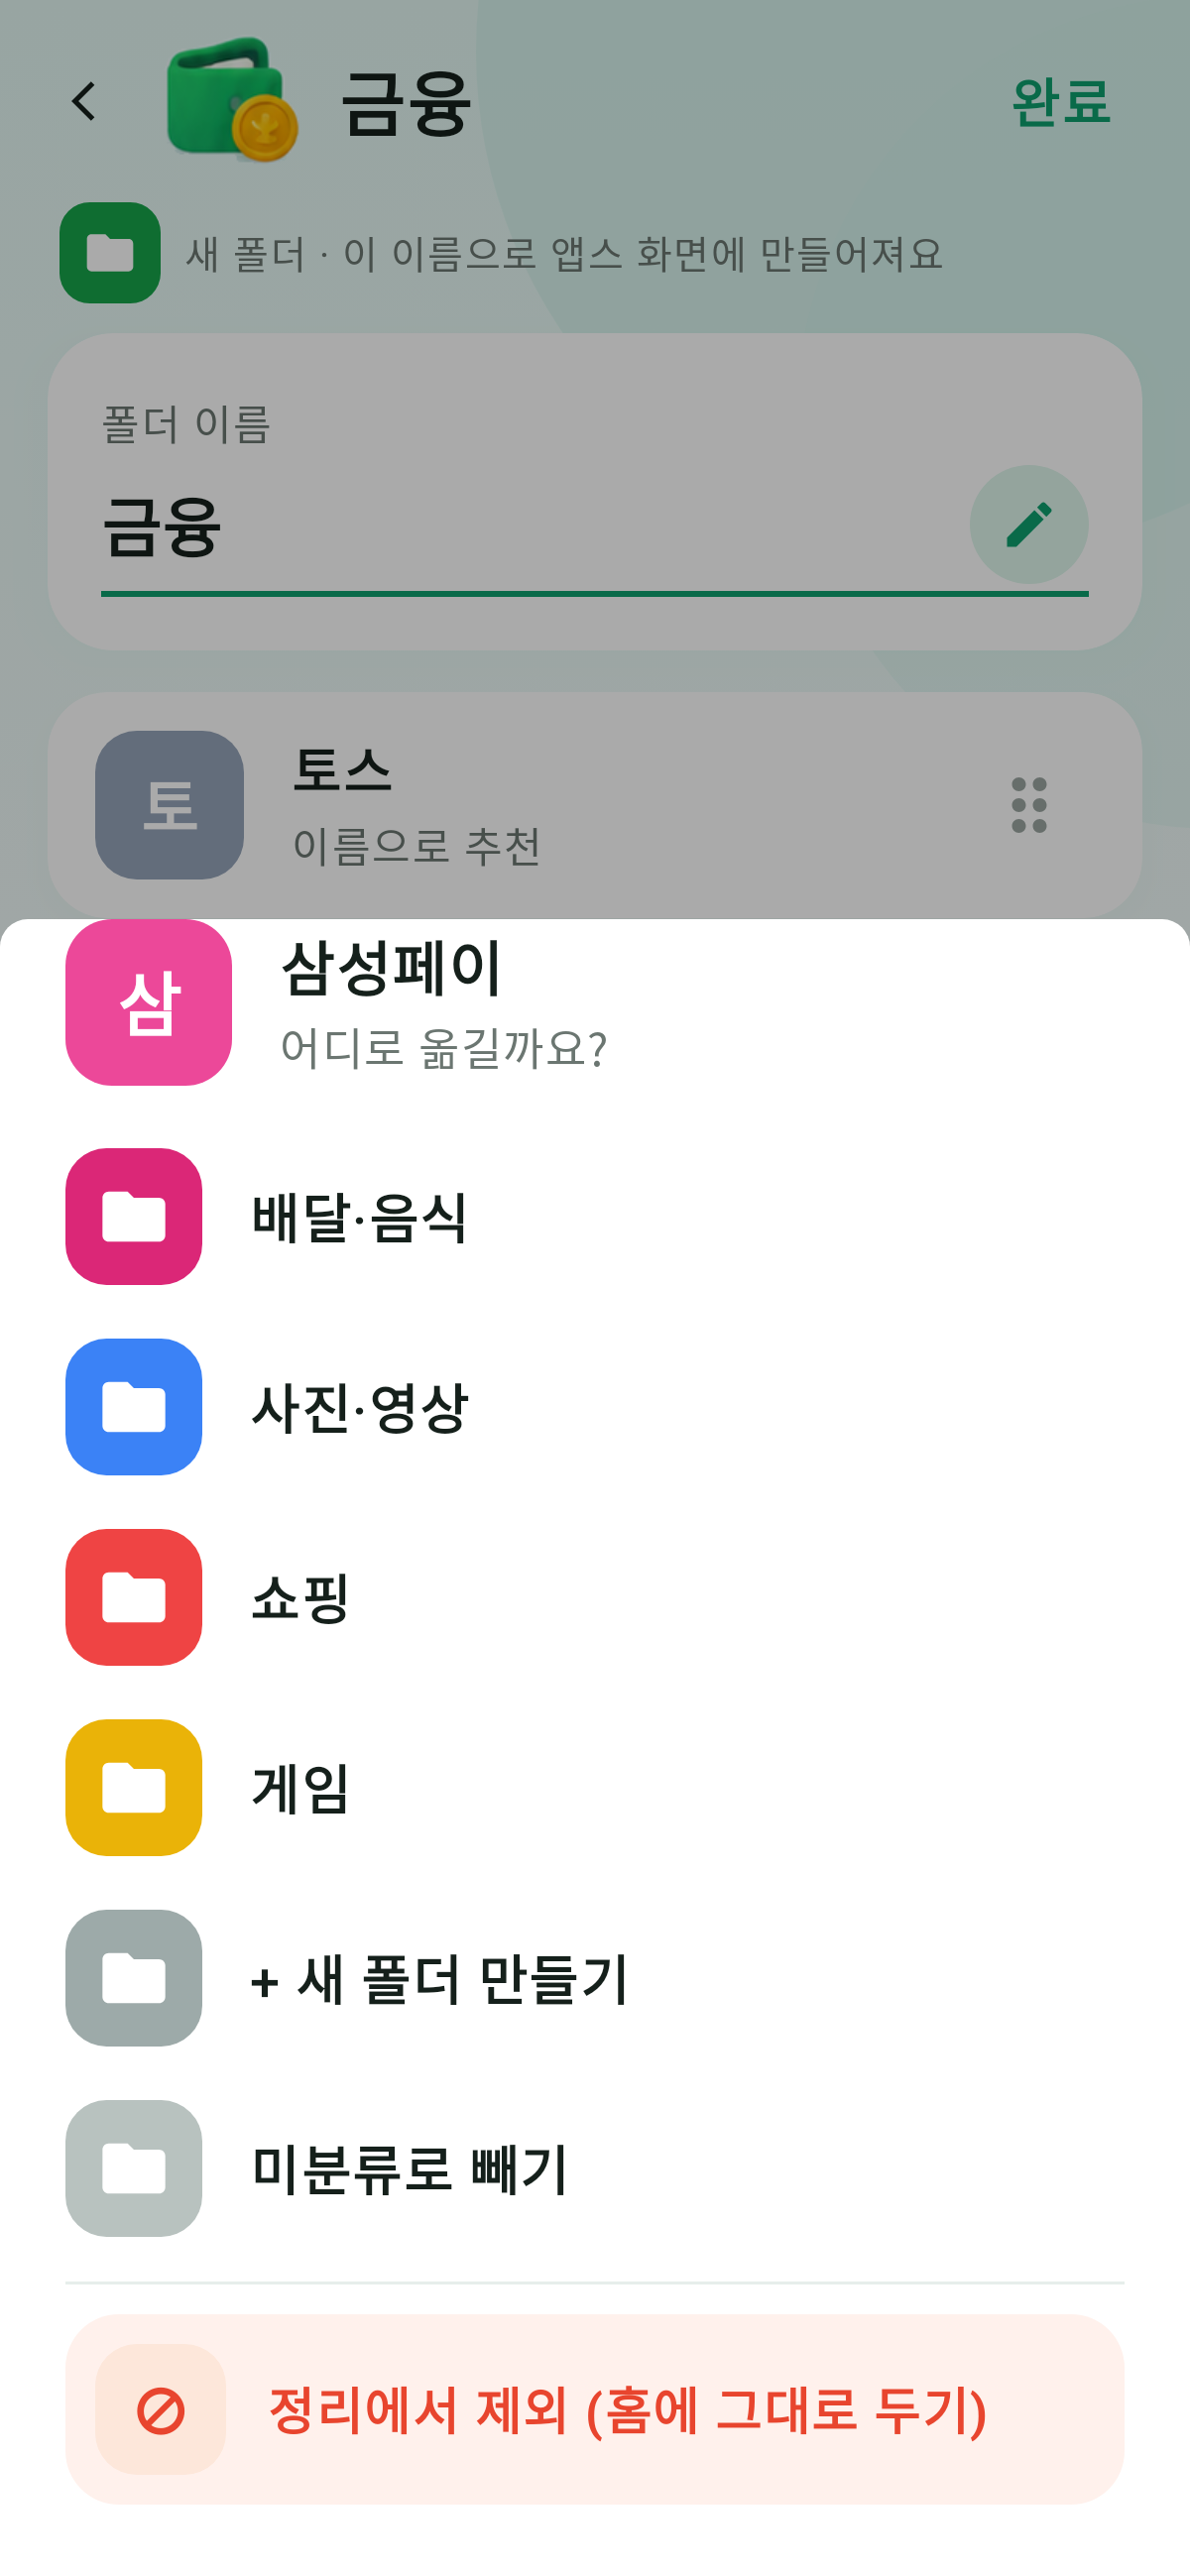 금융
완료
새 폴더 · 이 이름으로 앱스 화면에 만들어져요
폴더 이름
금융
토
토스
이름으로 추천
삼
삼성페이
어디로 옮길까요?
배달·음식
사진·영상
쇼핑
게임
+ 새 폴더 만들기
미분류로 빼기
정리에서 제외 (홈에 그대로 두기)